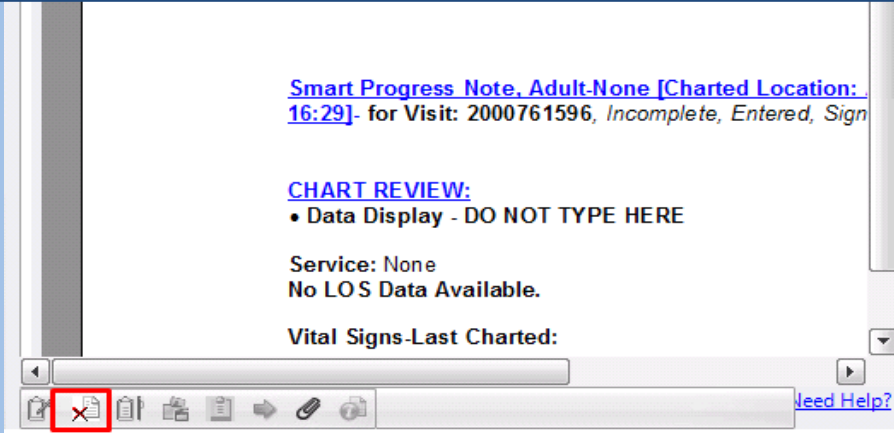 Smart Progress Note, Adult-None [Charted Location:
16:29]- for Visit: 2000761596, Incomplete, Entered, Sign
CHART REVIEW:
• Data Display - DO NOT TYPE HERE
Service: None
No LOS Data Available.
Vital Signs-Last Charted:
Need Help?